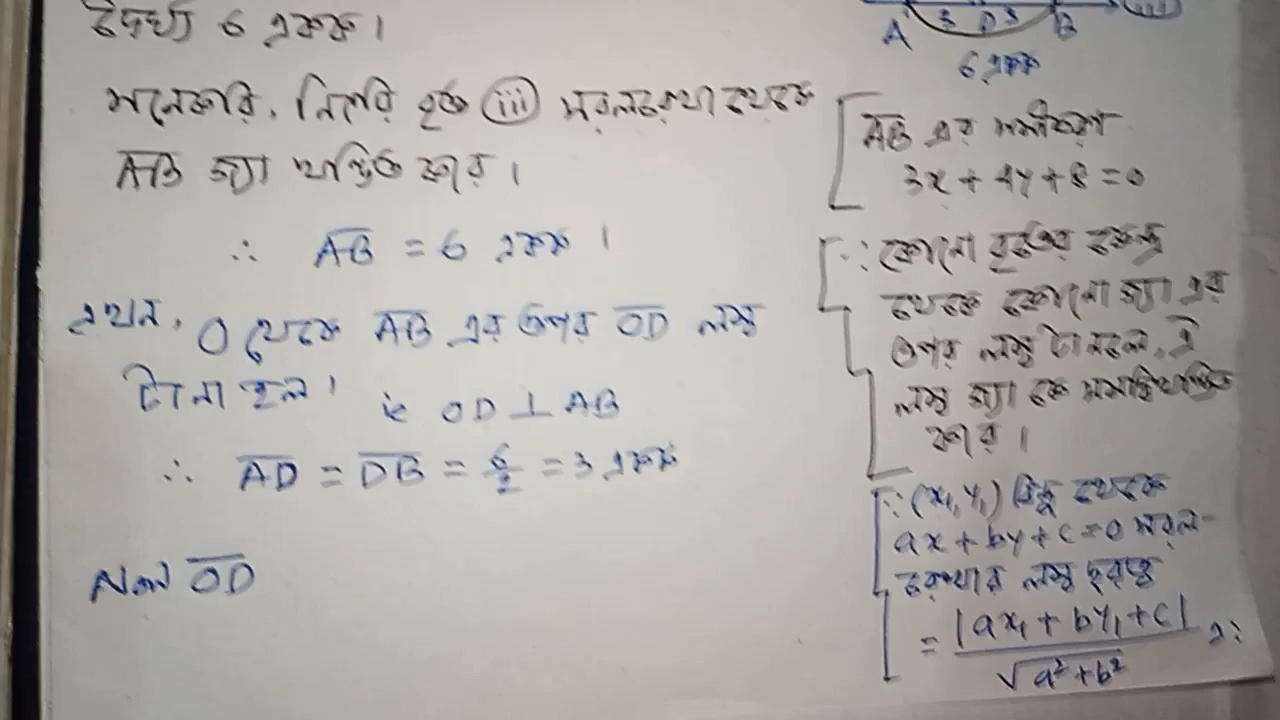 দৈর্ঘ্য 6 একক।
A 3 D 3 B
6 একক
মনেকরি, নির্ণেয় বৃত্ত (iii) সরলরেখা থেকে
AB জ্যা খণ্ডিত করে।
∴ AB = 6 একক।
এখন, O থেকে AB এর ওপর OD লম্ব
টানা হল। ie OD ⊥ AB
∴ AD = DB = 6/2 = 3 একক
Now OD
AB এর সমীকরণ
3x + 4y + 8 = 0
∵ কোনো বৃত্তের কেন্দ্র
থেকে কোনো জ্যা এর
ওপর লম্ব টানলে, ঐ
লম্ব জ্যা কে সমদ্বিখণ্ডিত
করে।
∵ (x₁, y₁) বিন্দু থেকে
ax + by + c = 0 সরল-
রেখার লম্ব দূরত্ব
= |ax₁ + by₁ + c| / √a² + b²